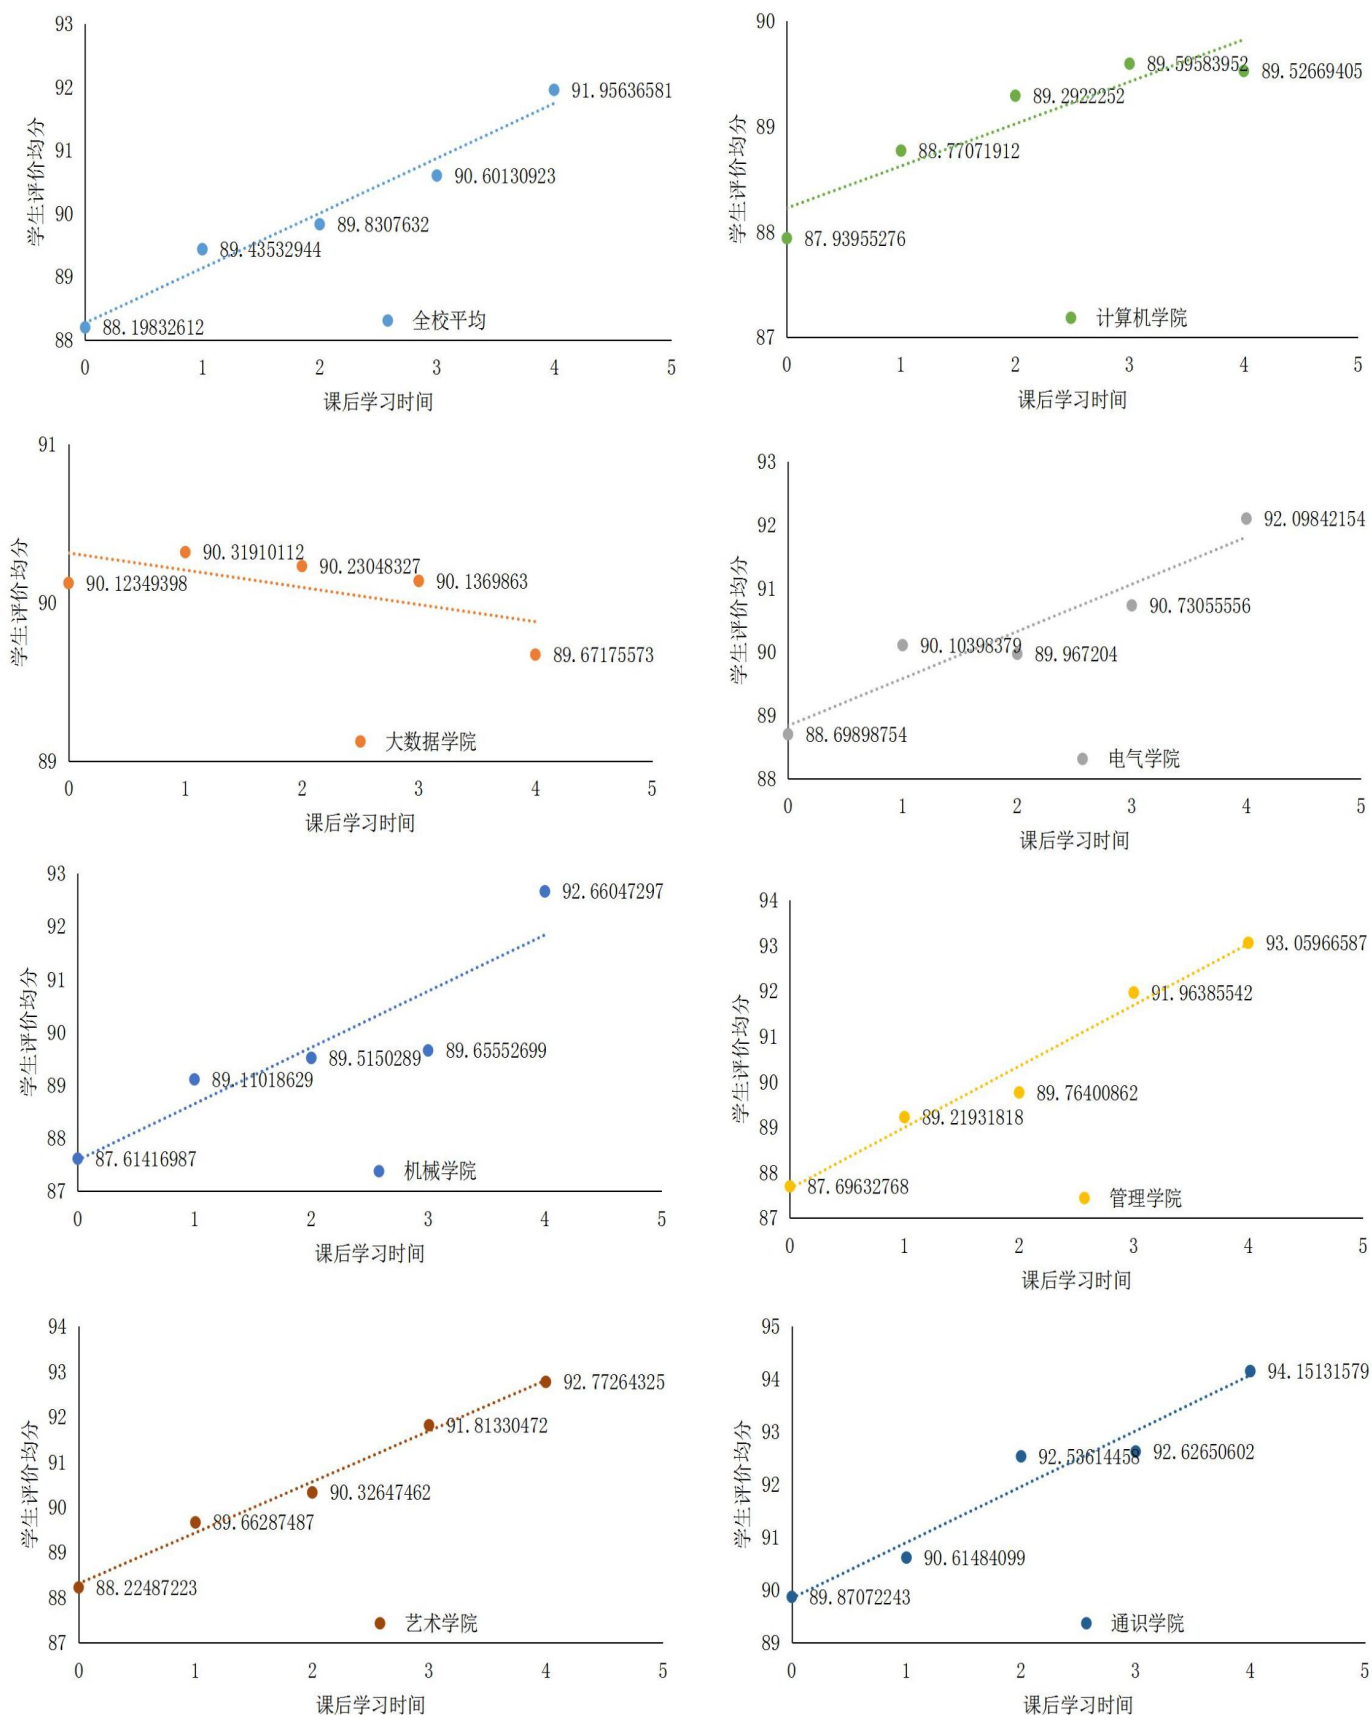 93
92
91
90
89
88
学生评价均分
91.95636581
90.60130923
89.8307632
89.43532944
88.19832612
全校平均
0 1 2 3 4 5
课后学习时间
90
89
88
87
学生评价均分
89.59583952
89.52669405
89.2922252
88.77071912
87.93955276
计算机学院
0 1 2 3 4 5
课后学习时间
91
90
89
学生评价均分
90.31910112
90.23048327
90.1369863
90.12349398
89.67175573
大数据学院
0 1 2 3 4 5
课后学习时间
93
92
91
90
89
88
学生评价均分
92.09842154
90.73055556
90.10398379
89.967204
88.69898754
电气学院
0 1 2 3 4 5
课后学习时间
93
92
91
90
89
88
87
学生评价均分
92.66047297
89.65552699
89.5150289
89.11018629
87.61416987
机械学院
0 1 2 3 4 5
课后学习时间
94
93
92
91
90
89
88
87
学生评价均分
93.05966587
91.96385542
89.76400862
89.21931818
87.69632768
管理学院
0 1 2 3 4 5
课后学习时间
94
93
92
91
90
89
88
87
学生评价均分
92.77264325
91.81330472
90.32647462
89.66287487
88.22487223
艺术学院
0 1 2 3 4 5
课后学习时间
95
94
93
92
91
90
89
学生评价均分
94.15131579
92.53614458
92.62650602
90.61484099
89.87072243
通识学院
0 1 2 3 4 5
课后学习时间